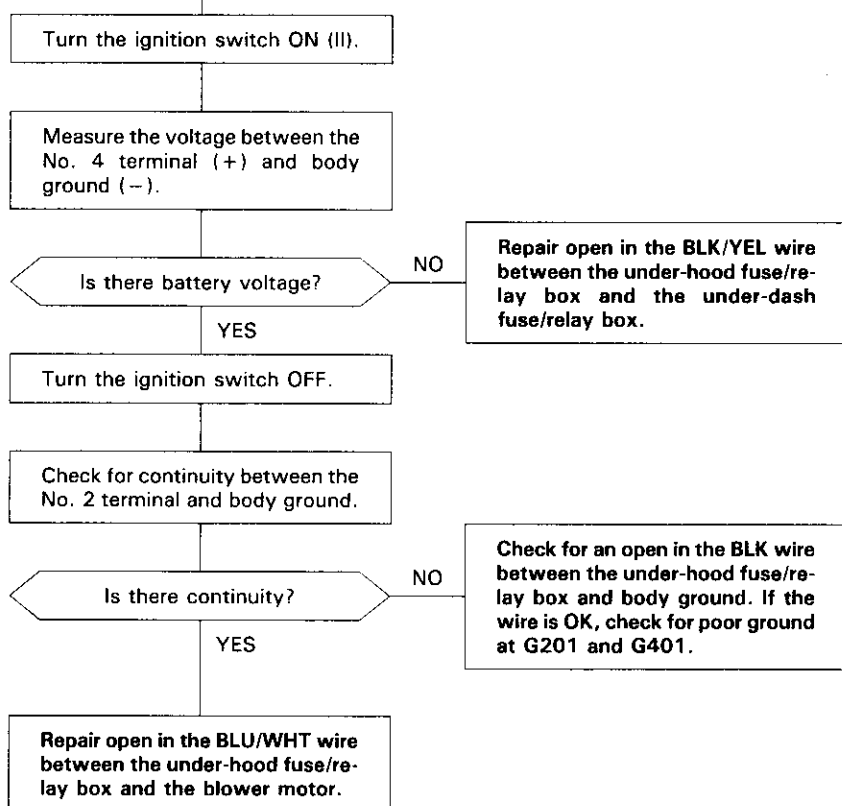 Turn the ignition switch ON (II).
Measure the voltage between the
No. 4 terminal (+) and body
ground (−).
Is there battery voltage?
NO
Repair open in the BLK/YEL wire
between the under-hood fuse/re-
lay box and the under-dash
fuse/relay box.
YES
Turn the ignition switch OFF.
Check for continuity between the
No. 2 terminal and body ground.
Is there continuity?
NO
Check for an open in the BLK wire
between the under-hood fuse/re-
lay box and body ground. If the
wire is OK, check for poor ground
at G201 and G401.
YES
Repair open in the BLU/WHT wire
between the under-hood fuse/re-
lay box and the blower motor.